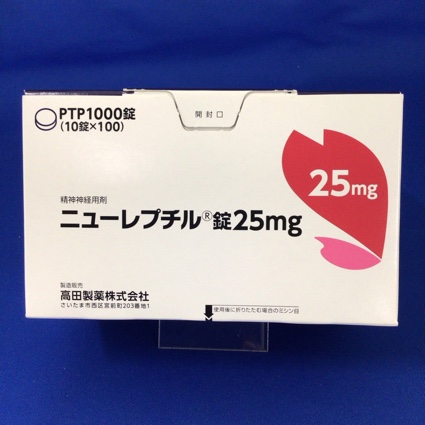 PTP1000錠
(10錠×100)
開封口
25mg
精神神経用剤
ニューレプチル®錠25mg
製造販売
高田製薬株式会社
さいたま市西区宮前町203番地1
使用後に折りたたむ場合のミシン目